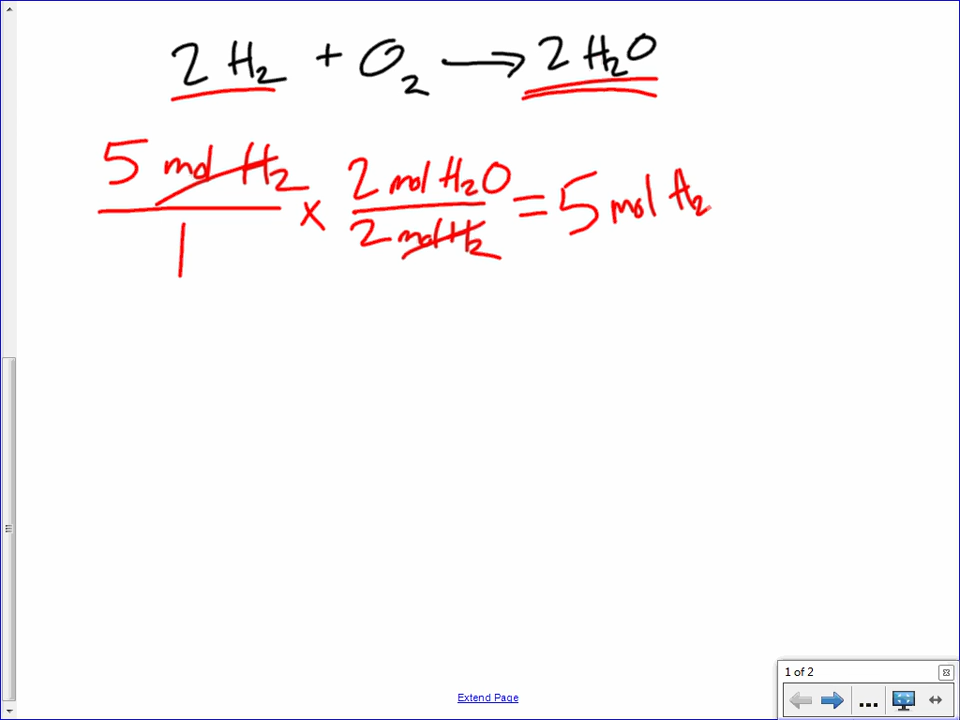 2 H₂ + O₂ → 2 H₂O
5 mol H₂ / 1 × 2 mol H₂O / 2 mol H₂ = 5 mol H₂
Extend Page
1 of 2